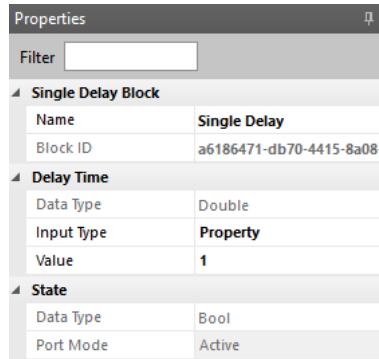 Properties
Filter
Single Delay Block
Name Single Delay
Block ID a6186471-db70-4415-8a08
Delay Time
Data Type Double
Input Type Property
Value 1
State
Data Type Bool
Port Mode Active